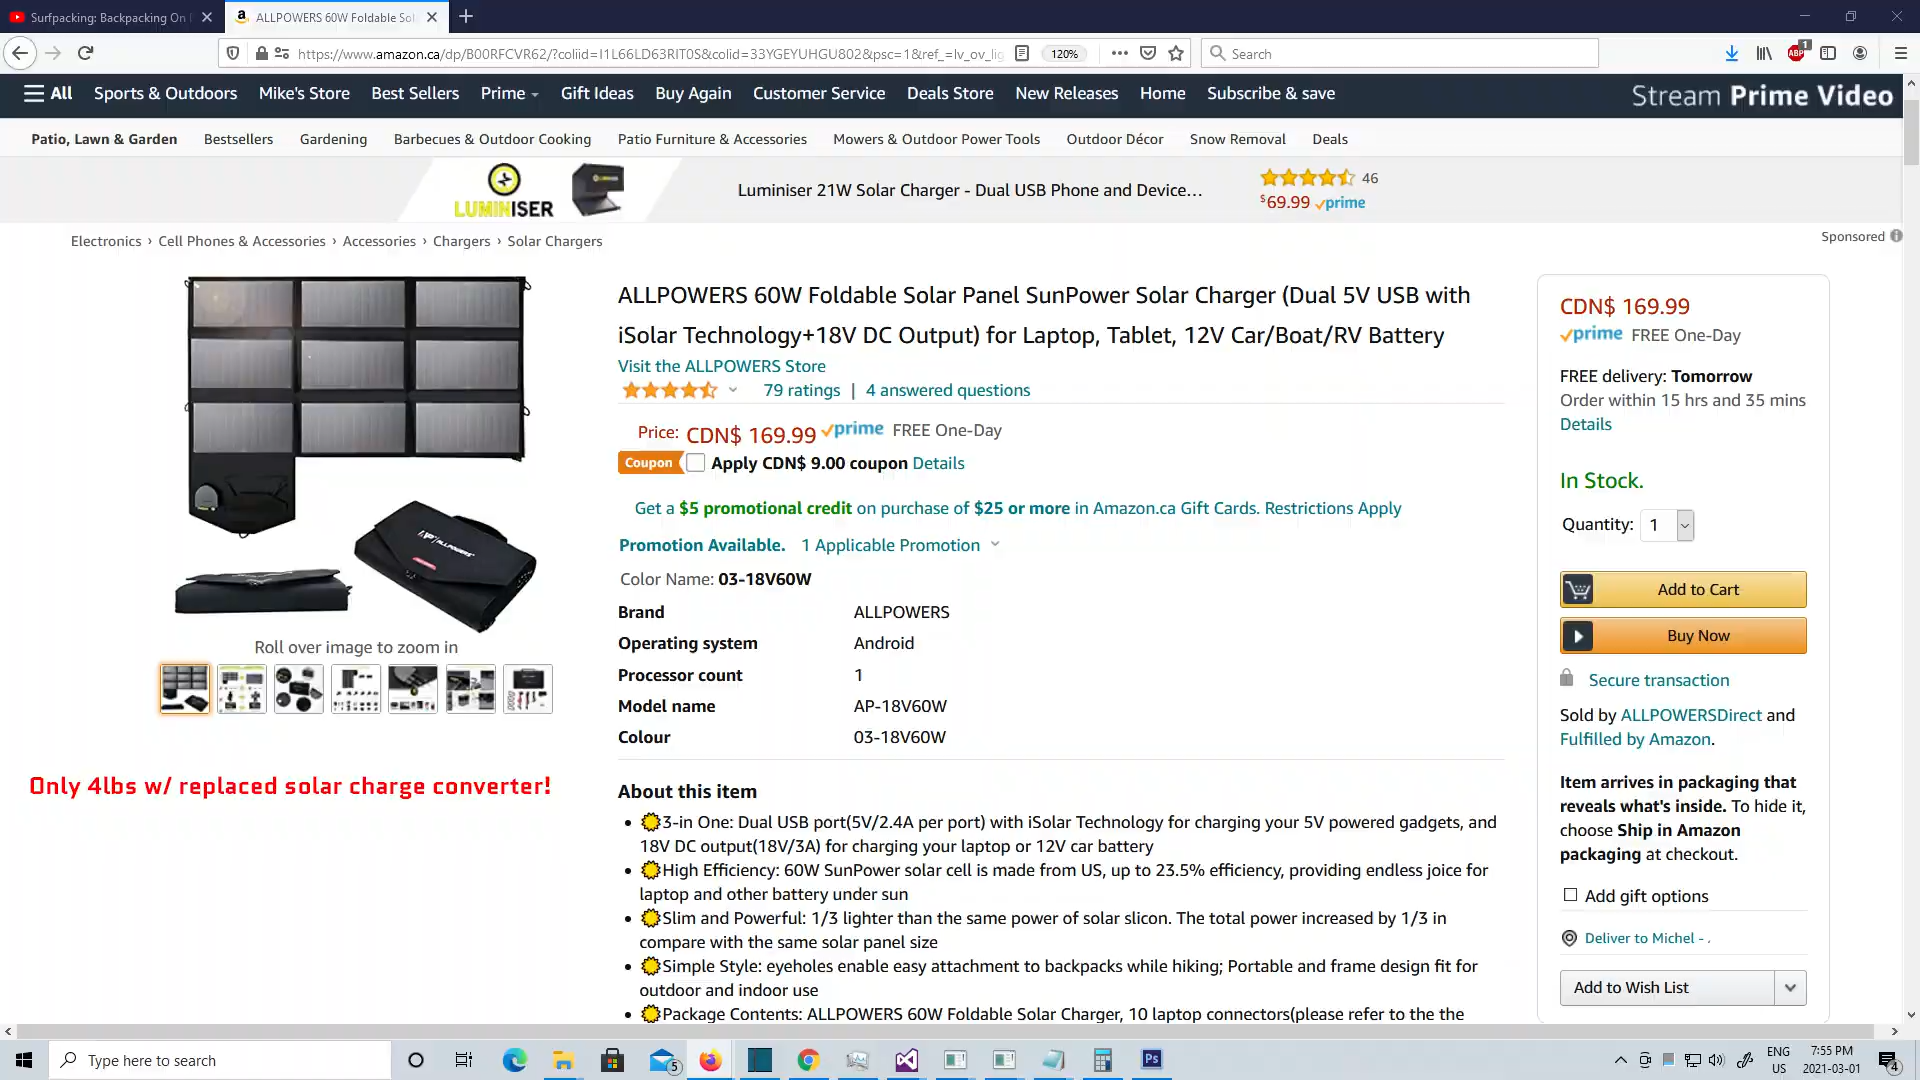 Surfpacking: Backpacking On
ALLPOWERS 60W Foldable Sol
https://www.amazon.ca/dp/B00RFCVR62/?coliid=I1L66LD63RIT0S&colid=33YGEYUHGU802&psc=1&ref_=lv_ov_lig
120%
Search
ABP
1
All
Sports & Outdoors
Mike's Store
Best Sellers
Prime
Gift Ideas
Buy Again
Customer Service
Deals Store
New Releases
Home
Subscribe & save
Stream Prime Video
Patio, Lawn & Garden
Bestsellers
Gardening
Barbecues & Outdoor Cooking
Patio Furniture & Accessories
Mowers & Outdoor Power Tools
Outdoor Décor
Snow Removal
Deals
LUMINISER
Luminiser 21W Solar Charger - Dual USB Phone and Device…
46
$69.99 prime
Electronics › Cell Phones & Accessories › Accessories › Chargers › Solar Chargers
Sponsored
ALLPOWERS 60W Foldable Solar Panel SunPower Solar Charger (Dual 5V USB with
iSolar Technology+18V DC Output) for Laptop, Tablet, 12V Car/Boat/RV Battery
Visit the ALLPOWERS Store
79 ratings | 4 answered questions
Price: CDN$ 169.99 prime FREE One-Day
Coupon Apply CDN$ 9.00 coupon Details
Get a $5 promotional credit on purchase of $25 or more in Amazon.ca Gift Cards. Restrictions Apply
Promotion Available. 1 Applicable Promotion
Color Name: 03-18V60W
Brand ALLPOWERS
Operating system Android
Processor count 1
Model name AP-18V60W
Colour 03-18V60W
ALLPOWERS
Roll over image to zoom in
Only 4lbs w/ replaced solar charge converter!
About this item
• 3-in One: Dual USB port(5V/2.4A per port) with iSolar Technology for charging your 5V powered gadgets, and
18V DC output(18V/3A) for charging your laptop or 12V car battery
• High Efficiency: 60W SunPower solar cell is made from US, up to 23.5% efficiency, providing endless joice for
laptop and other battery under sun
• Slim and Powerful: 1/3 lighter than the same power of solar slicon. The total power increased by 1/3 in
compare with the same solar panel size
• Simple Style: eyeholes enable easy attachment to backpacks while hiking; Portable and frame design fit for
outdoor and indoor use
• Package Contents: ALLPOWERS 60W Foldable Solar Charger, 10 laptop connectors(please refer to the the
CDN$ 169.99
prime FREE One-Day
FREE delivery: Tomorrow
Order within 15 hrs and 35 mins
Details
In Stock.
Quantity: 1
Add to Cart
Buy Now
Secure transaction
Sold by ALLPOWERSDirect and
Fulfilled by Amazon.
Item arrives in packaging that
reveals what's inside. To hide it,
choose Ship in Amazon
packaging at checkout.
Add gift options
Deliver to Michel - .
Add to Wish List
Type here to search
5
Ps
ENG
US
7:55 PM
2021-03-01
4